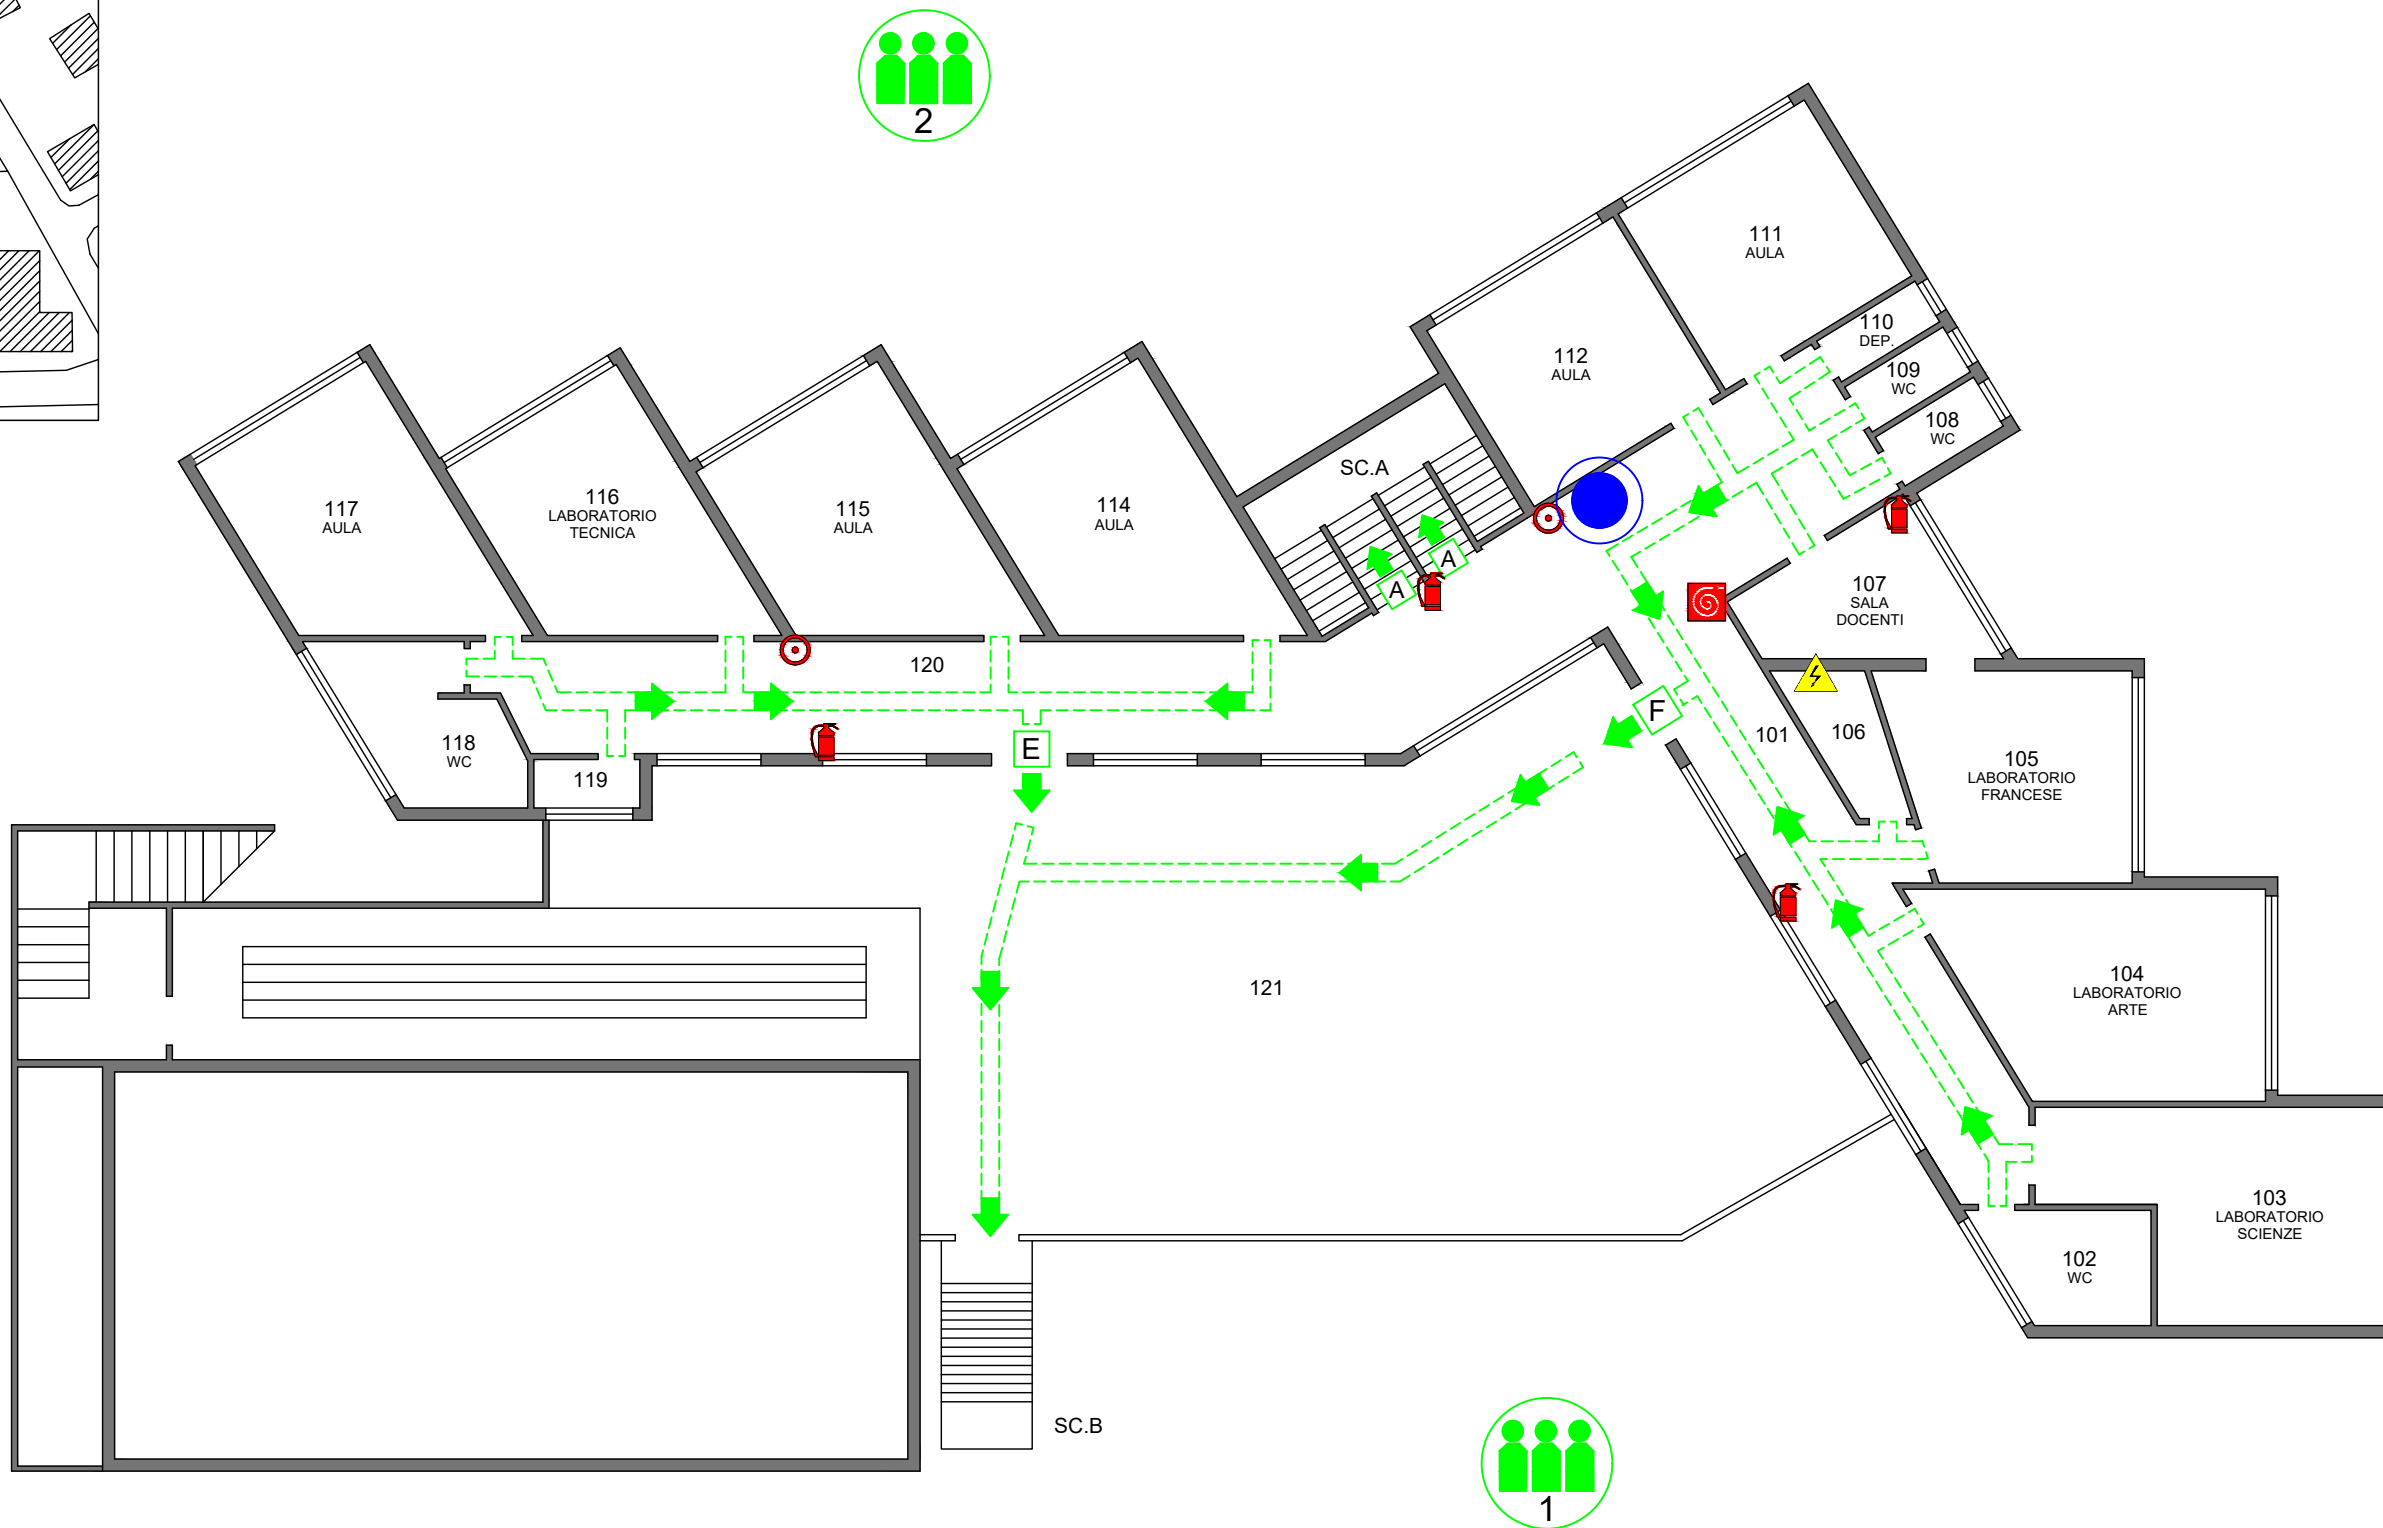 2
111
AULA
110
DEP.
112
AULA
109
WC
108
WC
SC.A
117
AULA
116
LABORATORIO
TECNICA
115
AULA
114
AULA
A
A
107
SALA
DOCENTI
120
F
101
106
118
WC
E
119
105
LABORATORIO
FRANCESE
121
104
LABORATORIO
ARTE
103
LABORATORIO
SCIENZE
102
WC
SC.B
1